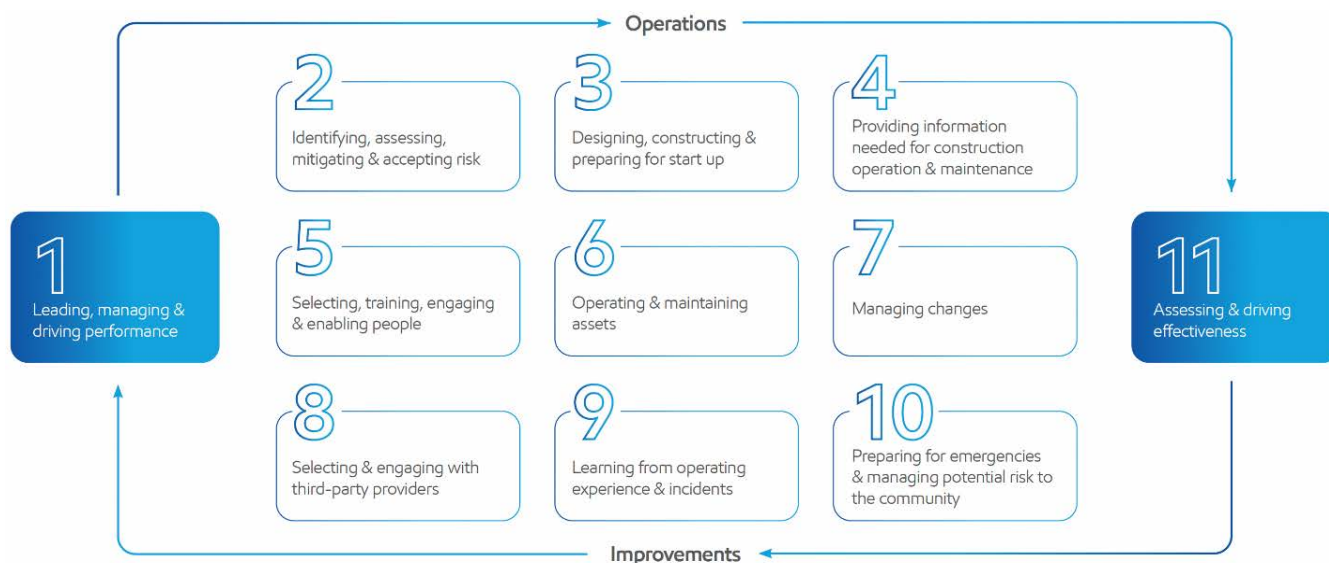 Operations
2
Identifying, assessing,
mitigating & accepting risk
3
Designing, constructing &
preparing for start up
4
Providing information
needed for construction
operation & maintenance
1
Leading, managing &
driving performance
5
Selecting, training, engaging
& enabling people
6
Operating & maintaining
assets
7
Managing changes
11
Assessing & driving
effectiveness
8
Selecting & engaging with
third-party providers
9
Learning from operating
experience & incidents
10
Preparing for emergencies
& managing potential risk to
the community
Improvements